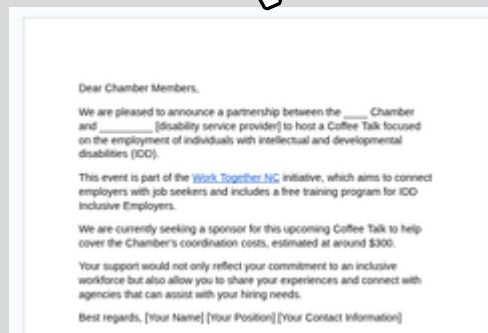 Dear Chamber Members,
We are pleased to announce a partnership between the ____ Chamber
and _________ [disability service provider] to host a Coffee Talk focused
on the employment of individuals with intellectual and developmental
disabilities (IDD).
This event is part of the Work Together NC initiative, which aims to connect
employers with job seekers and includes a free training program for IDD
Inclusive Employers.
We are currently seeking a sponsor for this upcoming Coffee Talk to help
cover the Chamber's coordination costs, estimated at around $300.
Your support would not only reflect your commitment to an inclusive
workforce but also allow you to share your experiences and connect with
agencies that can assist with your hiring needs.
Best regards, [Your Name] [Your Position] [Your Contact Information]